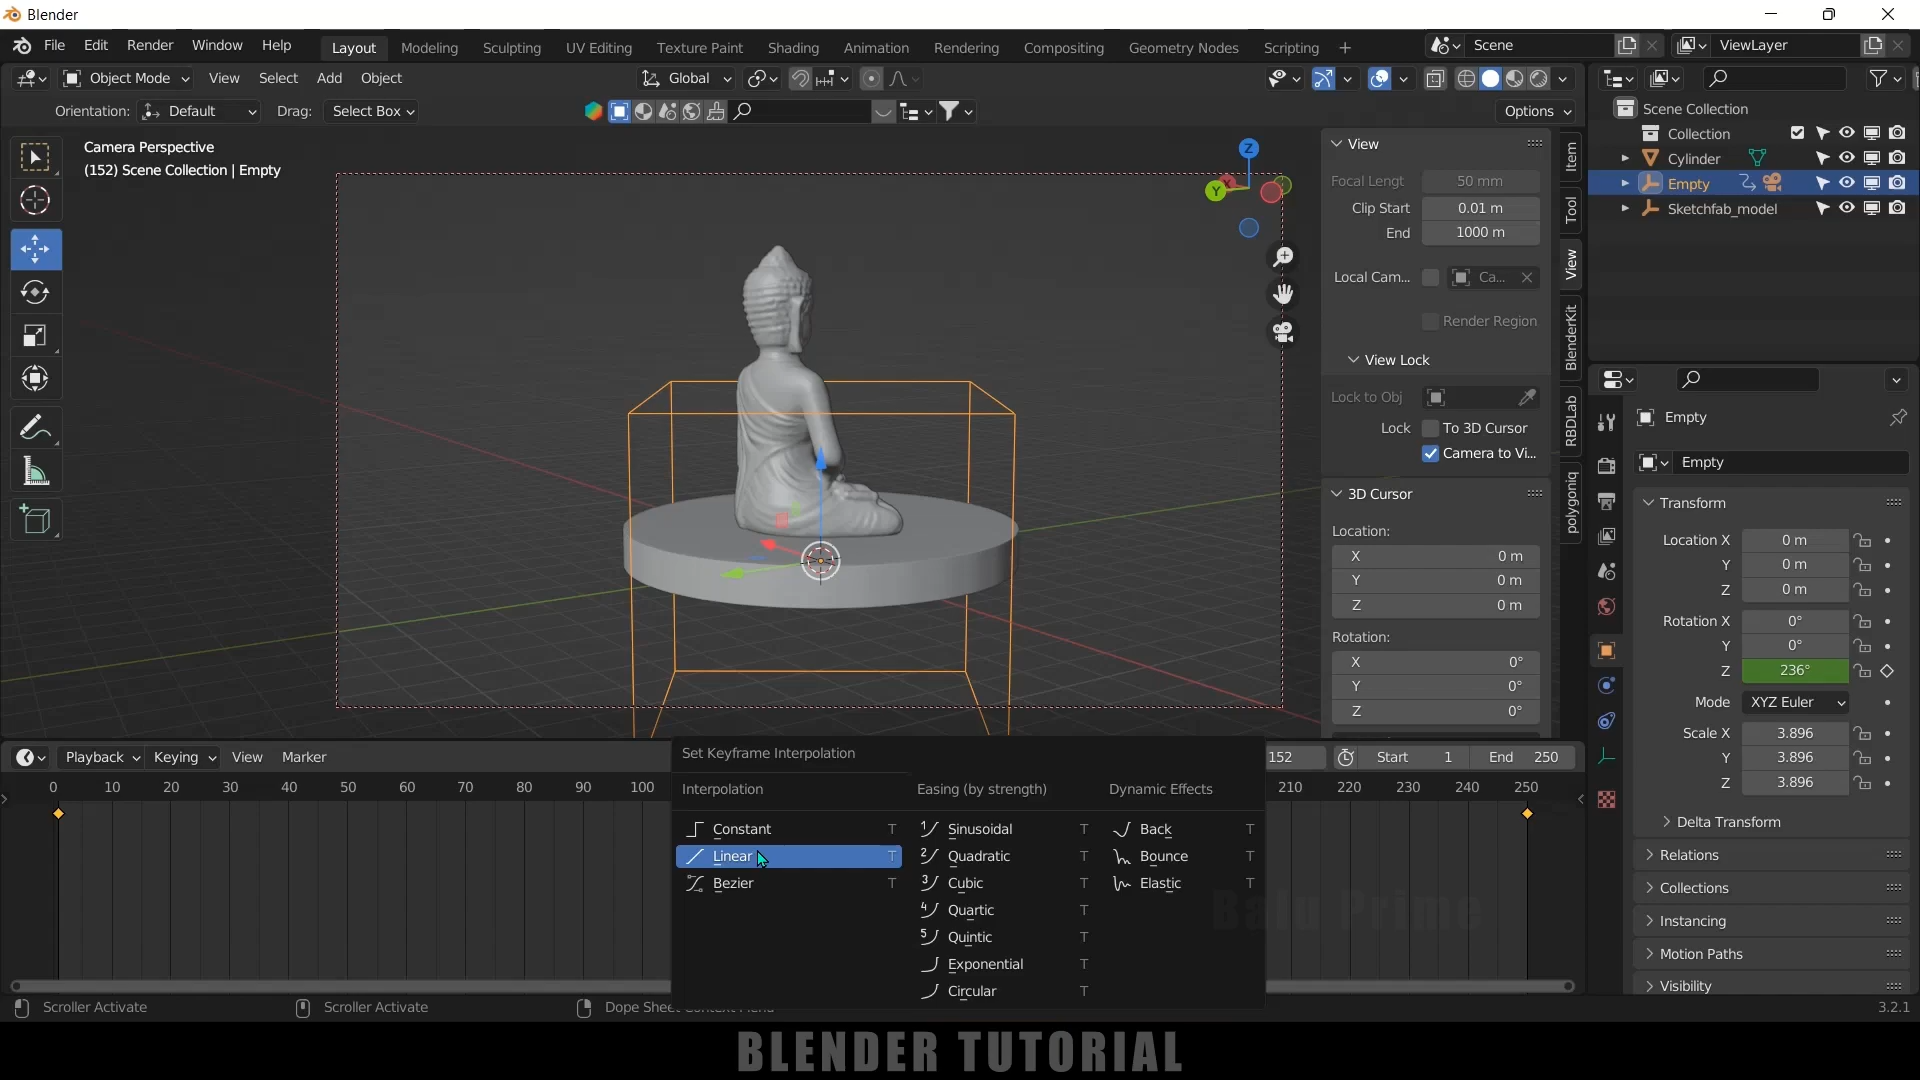 Blender
File Edit Render Window Help Layout Modeling Sculpting UV Editing Texture Paint Shading Animation Rendering Compositing Geometry Nodes Scripting + Scene ViewLayer
Object Mode View Select Add Object Global
Orientation: Default Drag: Select Box Options
Camera Perspective
(152) Scene Collection | Empty
Z
X
Y
View
Focal Lengt 50 mm
Clip Start 0.01 m
End 1000 m
Local Cam... Ca...
Render Region
View Lock
Lock to Obj
Lock To 3D Cursor
Camera to Vi...
3D Cursor
Location:
X 0 m
Y 0 m
Z 0 m
Rotation:
X 0°
Y 0°
Z 0°
Item
Tool
View
BlenderKit
RBDLab
polygoniq
Scene Collection
Collection
Cylinder
Empty
Sketchfab_model
Empty
Empty
Transform
Location X 0 m
Y 0 m
Z 0 m
Rotation X 0°
Y 0°
Z 236°
Mode XYZ Euler
Scale X 3.896
Y 3.896
Z 3.896
Delta Transform
Relations
Collections
Instancing
Motion Paths
Visibility
Playback Keying View Marker 152 Start 1 End 250
0 10 20 30 40 50 60 70 80 90 100 210 220 230 240 250
Set Keyframe Interpolation
Interpolation Easing (by strength) Dynamic Effects
Constant T Sinusoidal T Back T
Linear T Quadratic T Bounce T
Bezier T Cubic T Elastic T
Quartic T
Quintic T
Exponential T
Circular T
Balu Prime
Scroller Activate Scroller Activate Dope Shee 3.2.1
BLENDER TUTORIAL